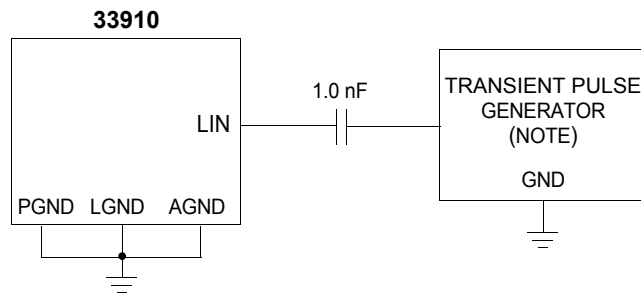 33910
1.0 nF
TRANSIENT PULSE
GENERATOR
(NOTE)
LIN
GND
PGND LGND AGND